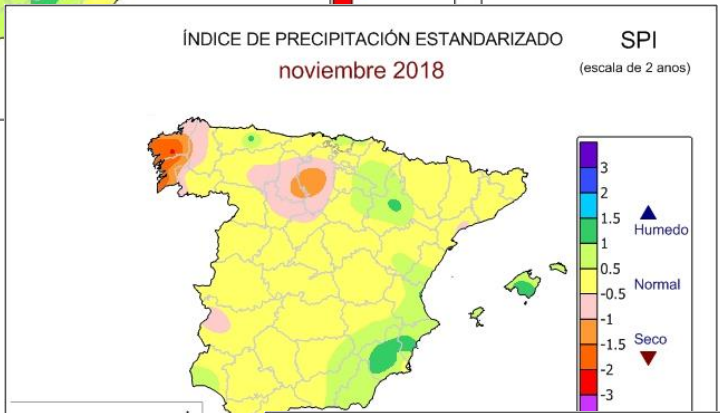 ÍNDICE DE PRECIPITACIÓN ESTANDARIZADO
noviembre 2018
SPI
(escala de 2 anos)
3
2
1.5
1
0.5
-0.5
-1
-1.5
-2
-3
Humedo
Normal
Seco